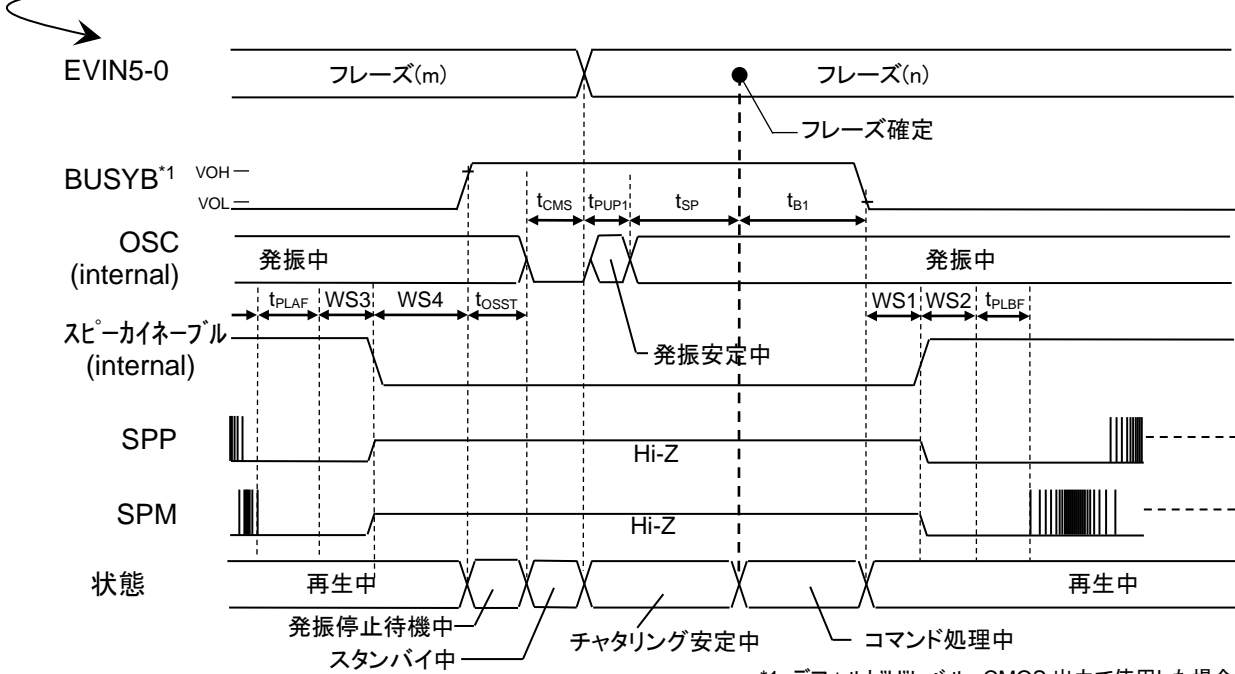 EVIN5-0
フレーズ(m)
フレーズ(n)
フレーズ確定
BUSYB*1
VOH
VOL
tCMS
tPUP1
tSP
tB1
OSC
(internal)
発振中
発振中
tPLAF
WS3
WS4
tOSST
WS1
WS2
tPLBF
発振安定中
スピーカイネーブル
(internal)
SPP
Hi-Z
SPM
Hi-Z
状態
再生中
再生中
発振停止待機中
スタンバイ中
チャタリング安定中
コマンド処理中